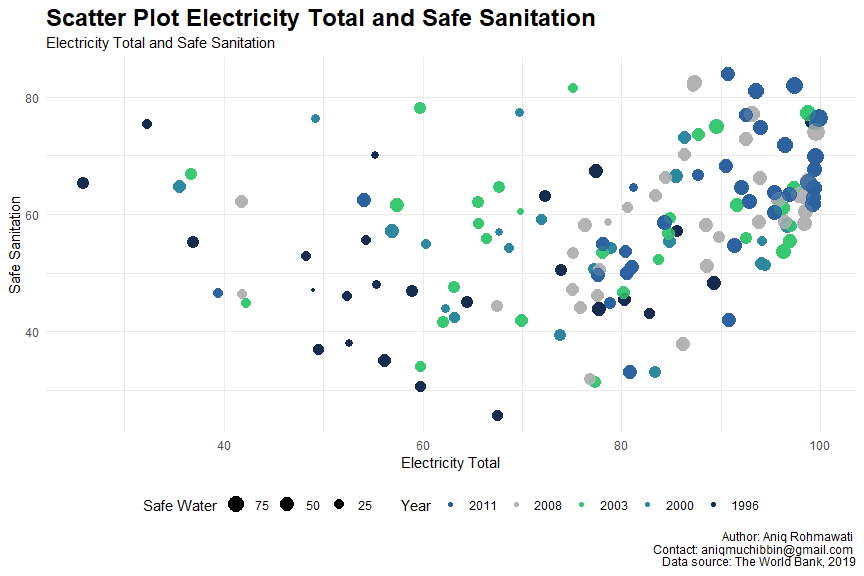 Scatter Plot Electricity Total and Safe Sanitation
Electricity Total and Safe Sanitation
80
60
40
Safe Sanitation
40 60 80 100
Electricity Total
Safe Water 75 50 25 Year 2011 2008 2003 2000 1996
Author: Aniq Rohmawati
Contact: aniqmuchibbin@gmail.com
Data source: The World Bank, 2019